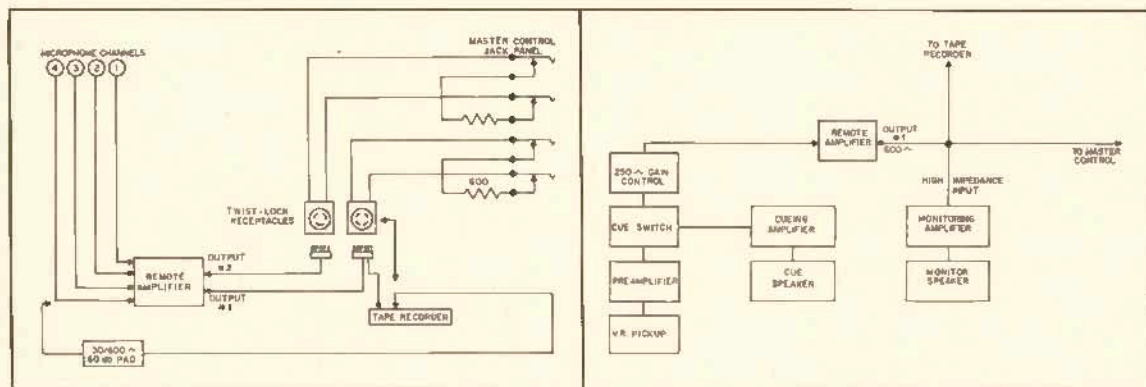 MICROPHONE CHANNELS
4 3 2 1
MASTER CONTROL
JACK PANEL
600
TWIST-LOCK
RECEPTACLES
OUTPUT
#2
REMOTE
AMPLIFIER
OUTPUT
#1
TAPE RECORDER
30/600 ~
60 db PAD
TO TAPE
RECORDER
REMOTE
AMPLIFIER
OUTPUT
#1
600 ~
TO MASTER
CONTROL
250 ~ GAIN
CONTROL
HIGH IMPEDANCE
INPUT
CUE SWITCH
CUEING
AMPLIFIER
MONITORING
AMPLIFIER
PREAMPLIFIER
CUE
SPEAKER
MONITOR
SPEAKER
V.R. PICKUP